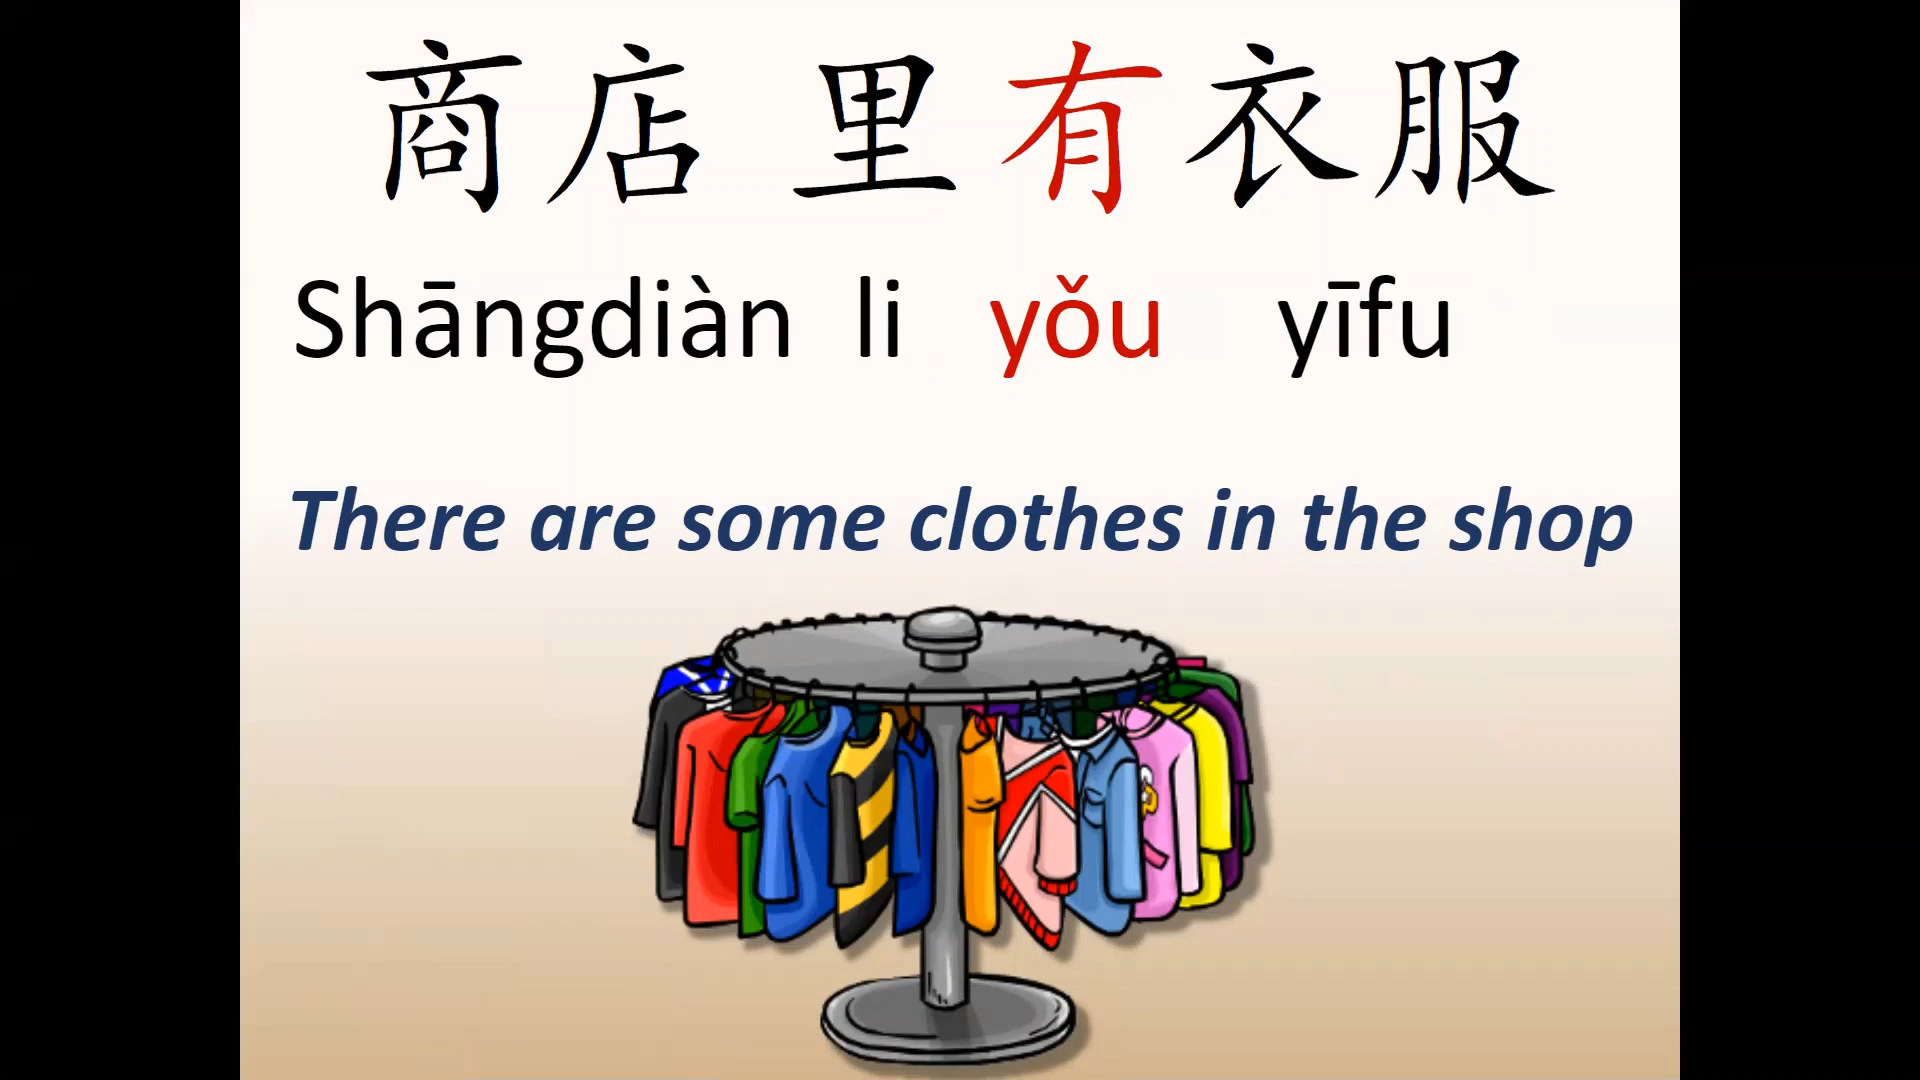 商店 里有衣服
Shāngdiàn li yǒu yīfu
There are some clothes in the shop